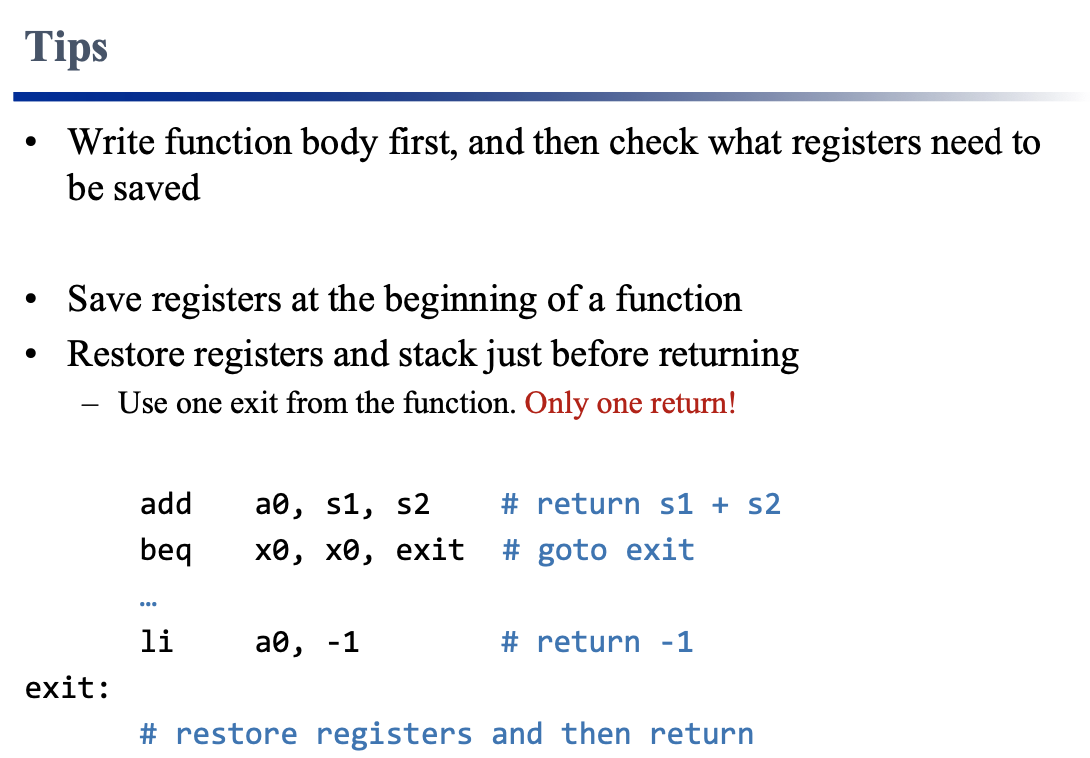 Tips
• Write function body first, and then check what registers need to
be saved
• Save registers at the beginning of a function
• Restore registers and stack just before returning
– Use one exit from the function. Only one return!
add a0, s1, s2 # return s1 + s2
beq x0, x0, exit # goto exit
…
li a0, -1 # return -1
exit:
# restore registers and then return